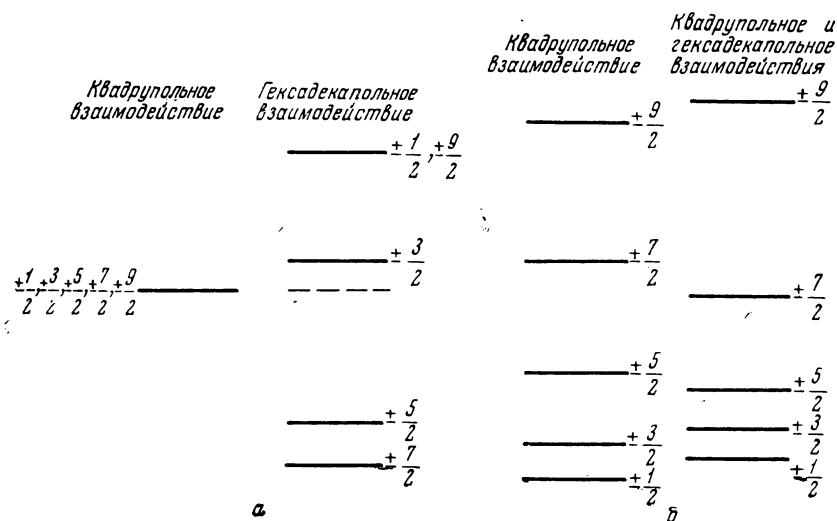 Квадрупольное
взаимодействие
Гексадекапольное
взаимодействие
Квадрупольное
взаимодействие
Квадрупольное и
гексадекапольное
взаимодействия
± 1/2, ± 9/2
± 3/2
±1/2, ±3/2, ±5/2, ±7/2, ±9/2
± 5/2
± 7/2
а
± 9/2
± 7/2
± 5/2
± 3/2
± 1/2
± 9/2
± 7/2
± 5/2
± 3/2
± 1/2
б